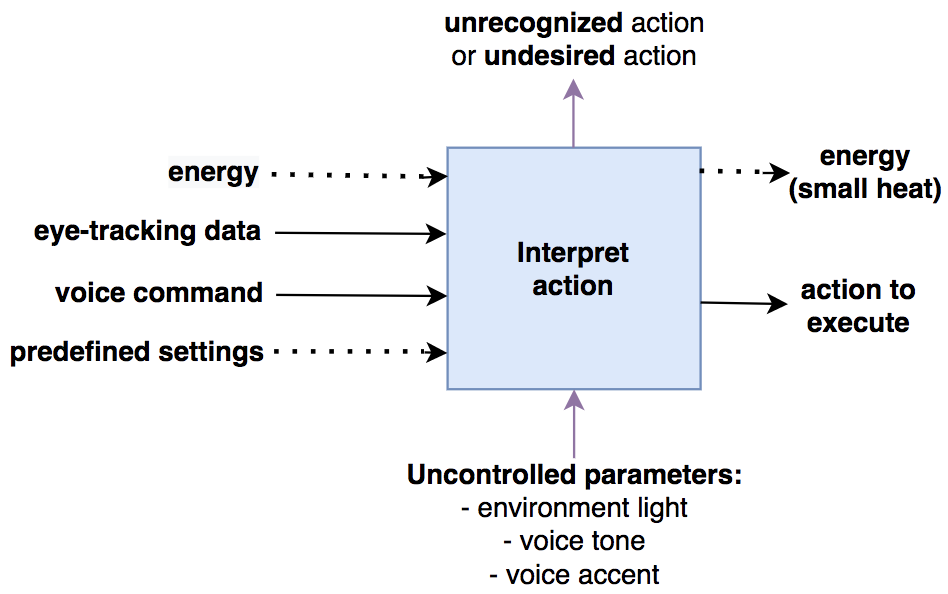 unrecognized action
or undesired action
energy
eye-tracking data
voice command
predefined settings
Interpret
action
energy
(small heat)
action to
execute
Uncontrolled parameters:
- environment light
- voice tone
- voice accent